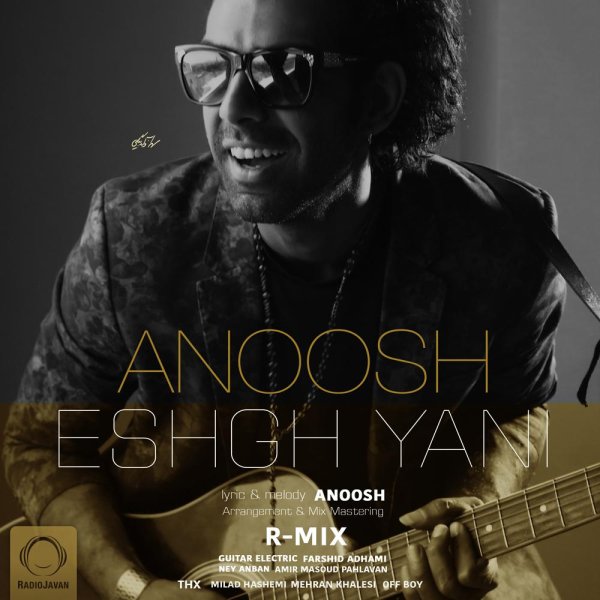 ANOOSH
ESHGH YANI
lyric & melody ANOOSH
Arrangement & Mix Mastering
R-MIX
GUITAR ELECTRIC FARSHID ADHAMI
NEY ANBAN AMIR MASOUD PAHLAVAN
THX MILAD HASHEMI MEHRAN KHALESI OFF BOY
RADIOJAVAN